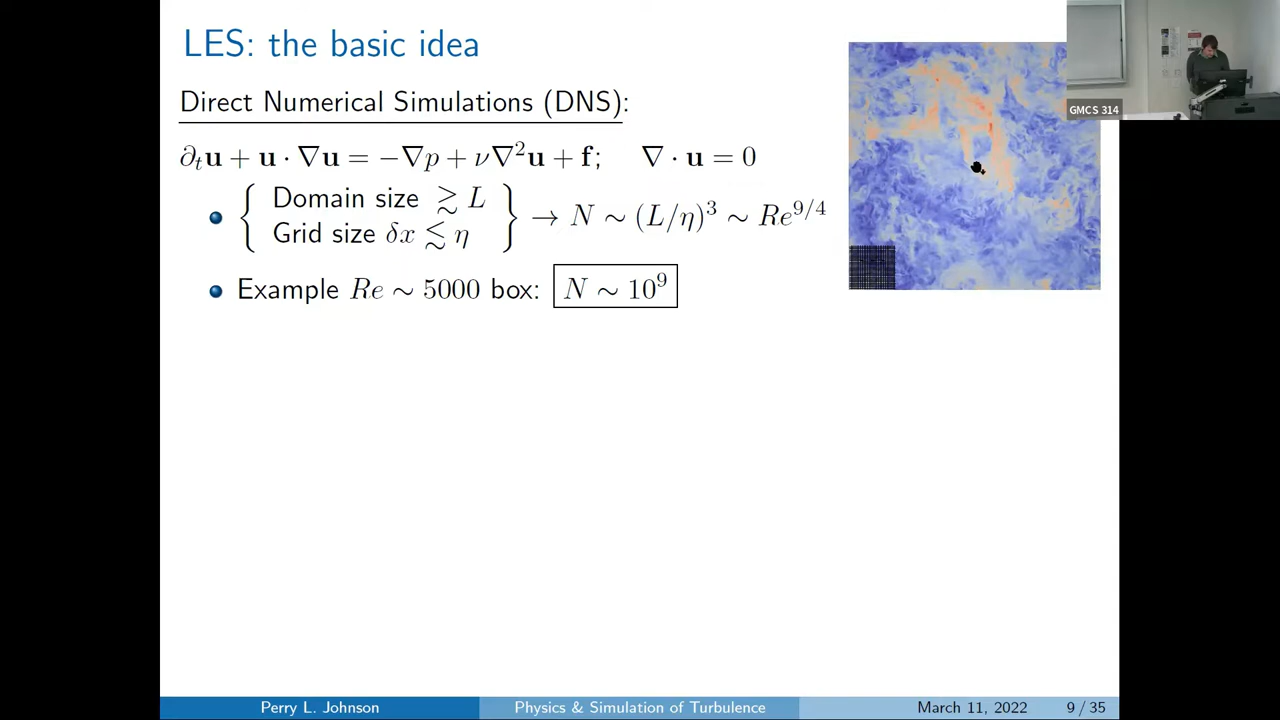 LES: the basic idea
Direct Numerical Simulations (DNS):
∂ₜu + u · ∇u = −∇p + ν∇²u + f; ∇ · u = 0
{ Domain size ≳ L
Grid size δx ≲ η } → N ∼ (L/η)³ ∼ Re^{9/4}
Example Re ∼ 5000 box: N ∼ 10⁹
GMCS 314
Perry L. Johnson
Physics & Simulation of Turbulence
March 11, 2022
9 / 35